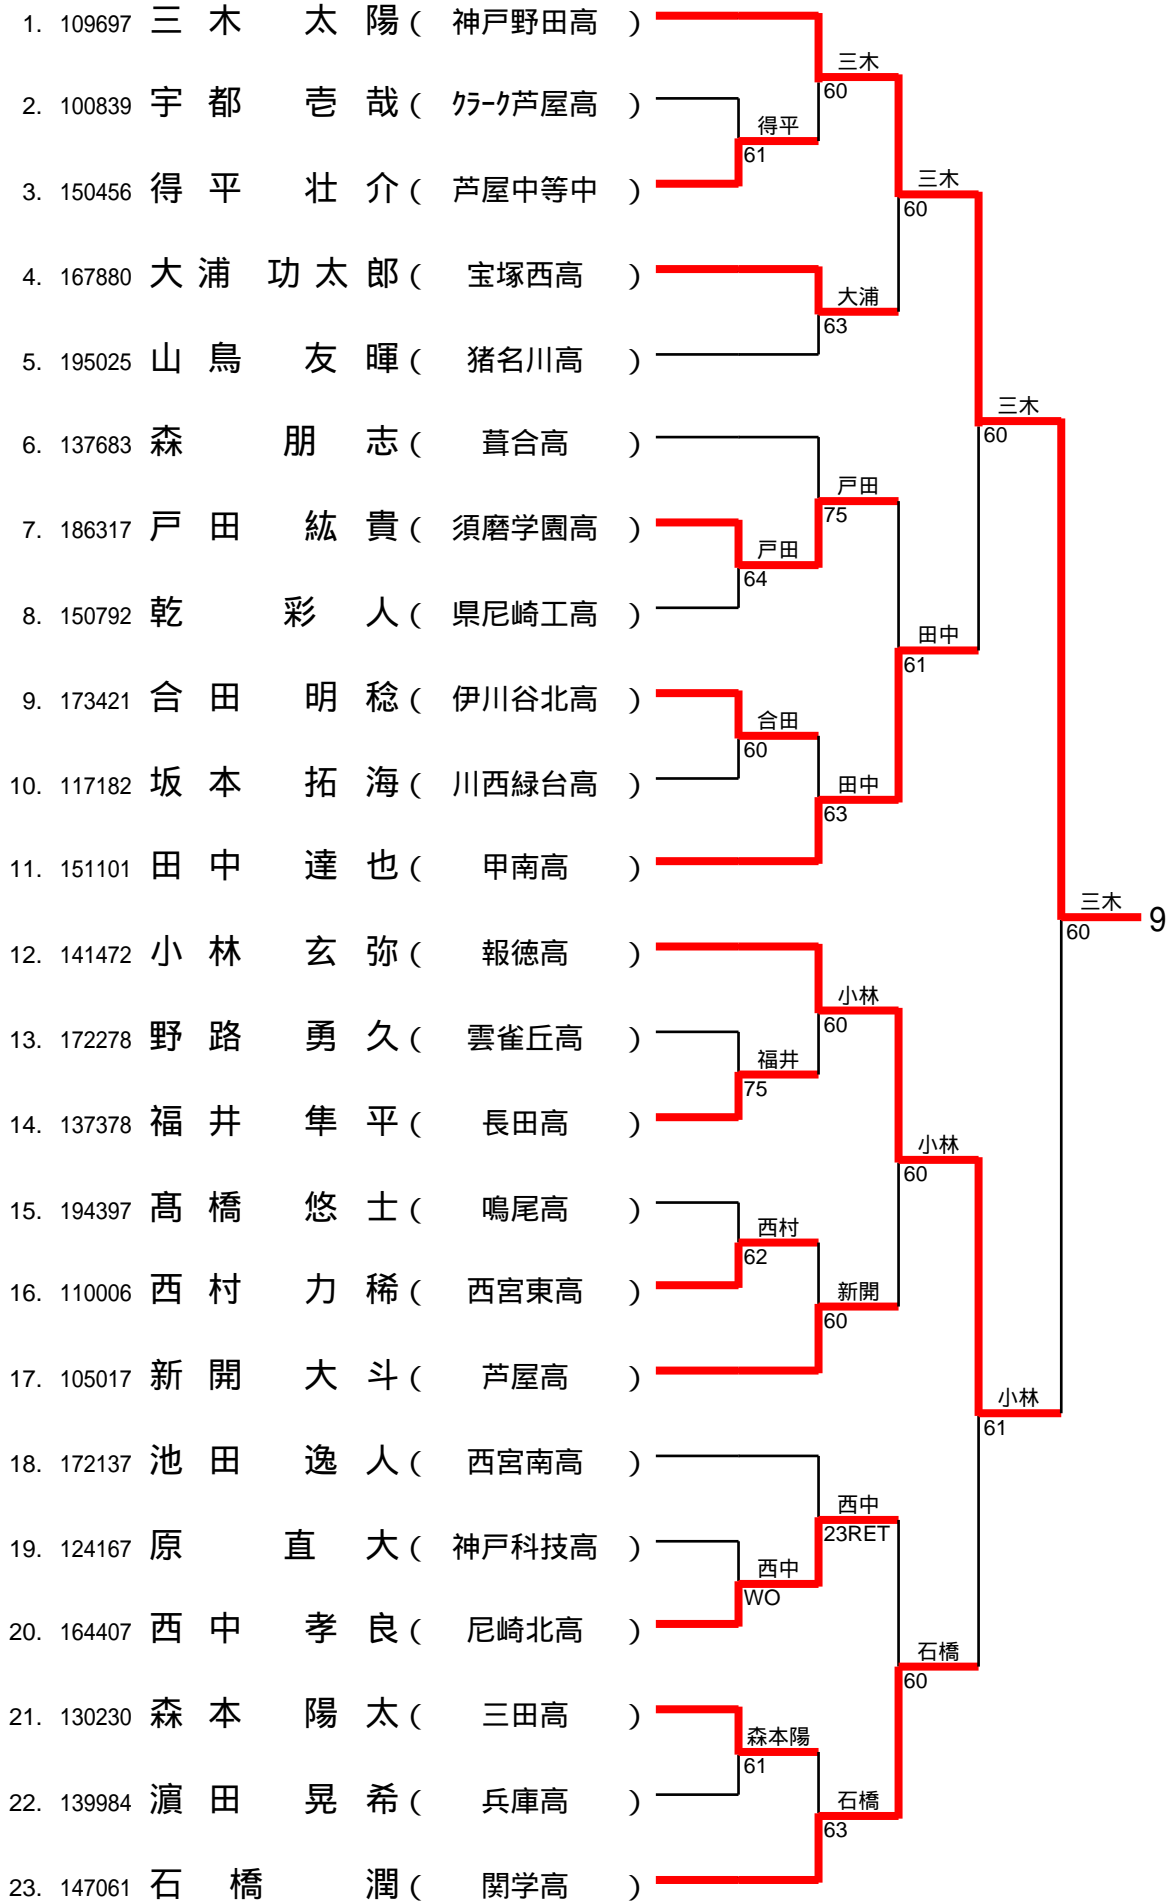 1. 109697 三木 太陽 ( 神戸野田高 )
三木
60
2. 100839 宇都 壱哉 ( クラーク芦屋高 )
得平
61
3. 150456 得平 壮介 ( 芦屋中等中 )
三木
60
4. 167880 大浦 功太郎 ( 宝塚西高 )
大浦
63
5. 195025 山鳥 友暉 ( 猪名川高 )
三木
60
6. 137683 森 朋志 ( 葺合高 )
戸田
75
7. 186317 戸田 紘貴 ( 須磨学園高 )
戸田
64
8. 150792 乾 彩人 ( 県尼崎工高 )
田中
61
9. 173421 合田 明稔 ( 伊川谷北高 )
合田
60
10. 117182 坂本 拓海 ( 川西緑台高 )
田中
63
11. 151101 田中 達也 ( 甲南高 )
三木
60
9
12. 141472 小林 玄弥 ( 報徳高 )
小林
60
13. 172278 野路 勇久 ( 雲雀丘高 )
福井
75
14. 137378 福井 隼平 ( 長田高 )
小林
60
15. 194397 髙橋 悠士 ( 鳴尾高 )
西村
62
16. 110006 西村 力稀 ( 西宮東高 )
新開
60
17. 105017 新開 大斗 ( 芦屋高 )
小林
61
18. 172137 池田 逸人 ( 西宮南高 )
西中
23RET
19. 124167 原 直大 ( 神戸科技高 )
西中
WO
20. 164407 西中 孝良 ( 尼崎北高 )
石橋
60
21. 130230 森本 陽太 ( 三田高 )
森本陽
61
22. 139984 濵田 晃希 ( 兵庫高 )
石橋
63
23. 147061 石橋 潤 ( 関学高 )